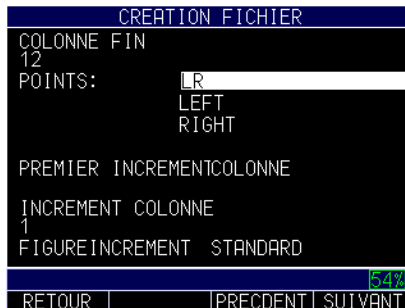 CREATION FICHIER
COLONNE FIN
12
POINTS: LR
LEFT
RIGHT
PREMIER INCREMENTCOLONNE
INCREMENT COLONNE
1
FIGUREINCREMENT STANDARD
54%
RETOUR PRECDENT SUIVANT